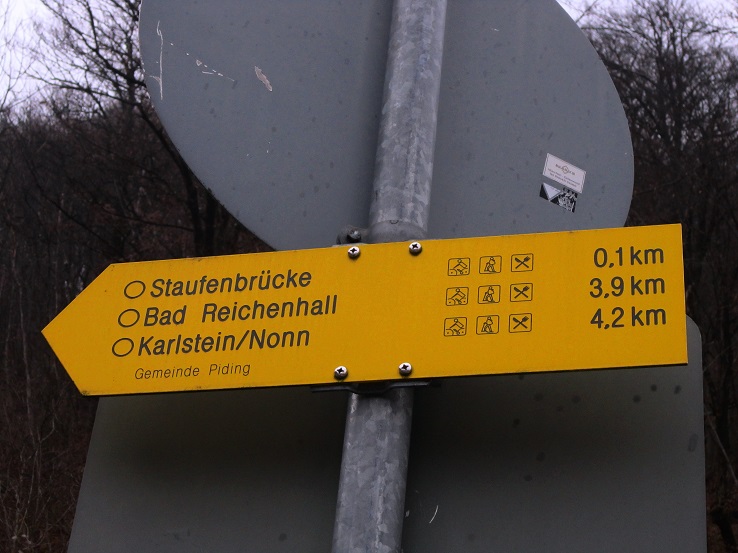 Staufenbrücke 0,1 km
Bad Reichenhall 3,9 km
Karlstein/Nonn 4,2 km
Gemeinde Piding